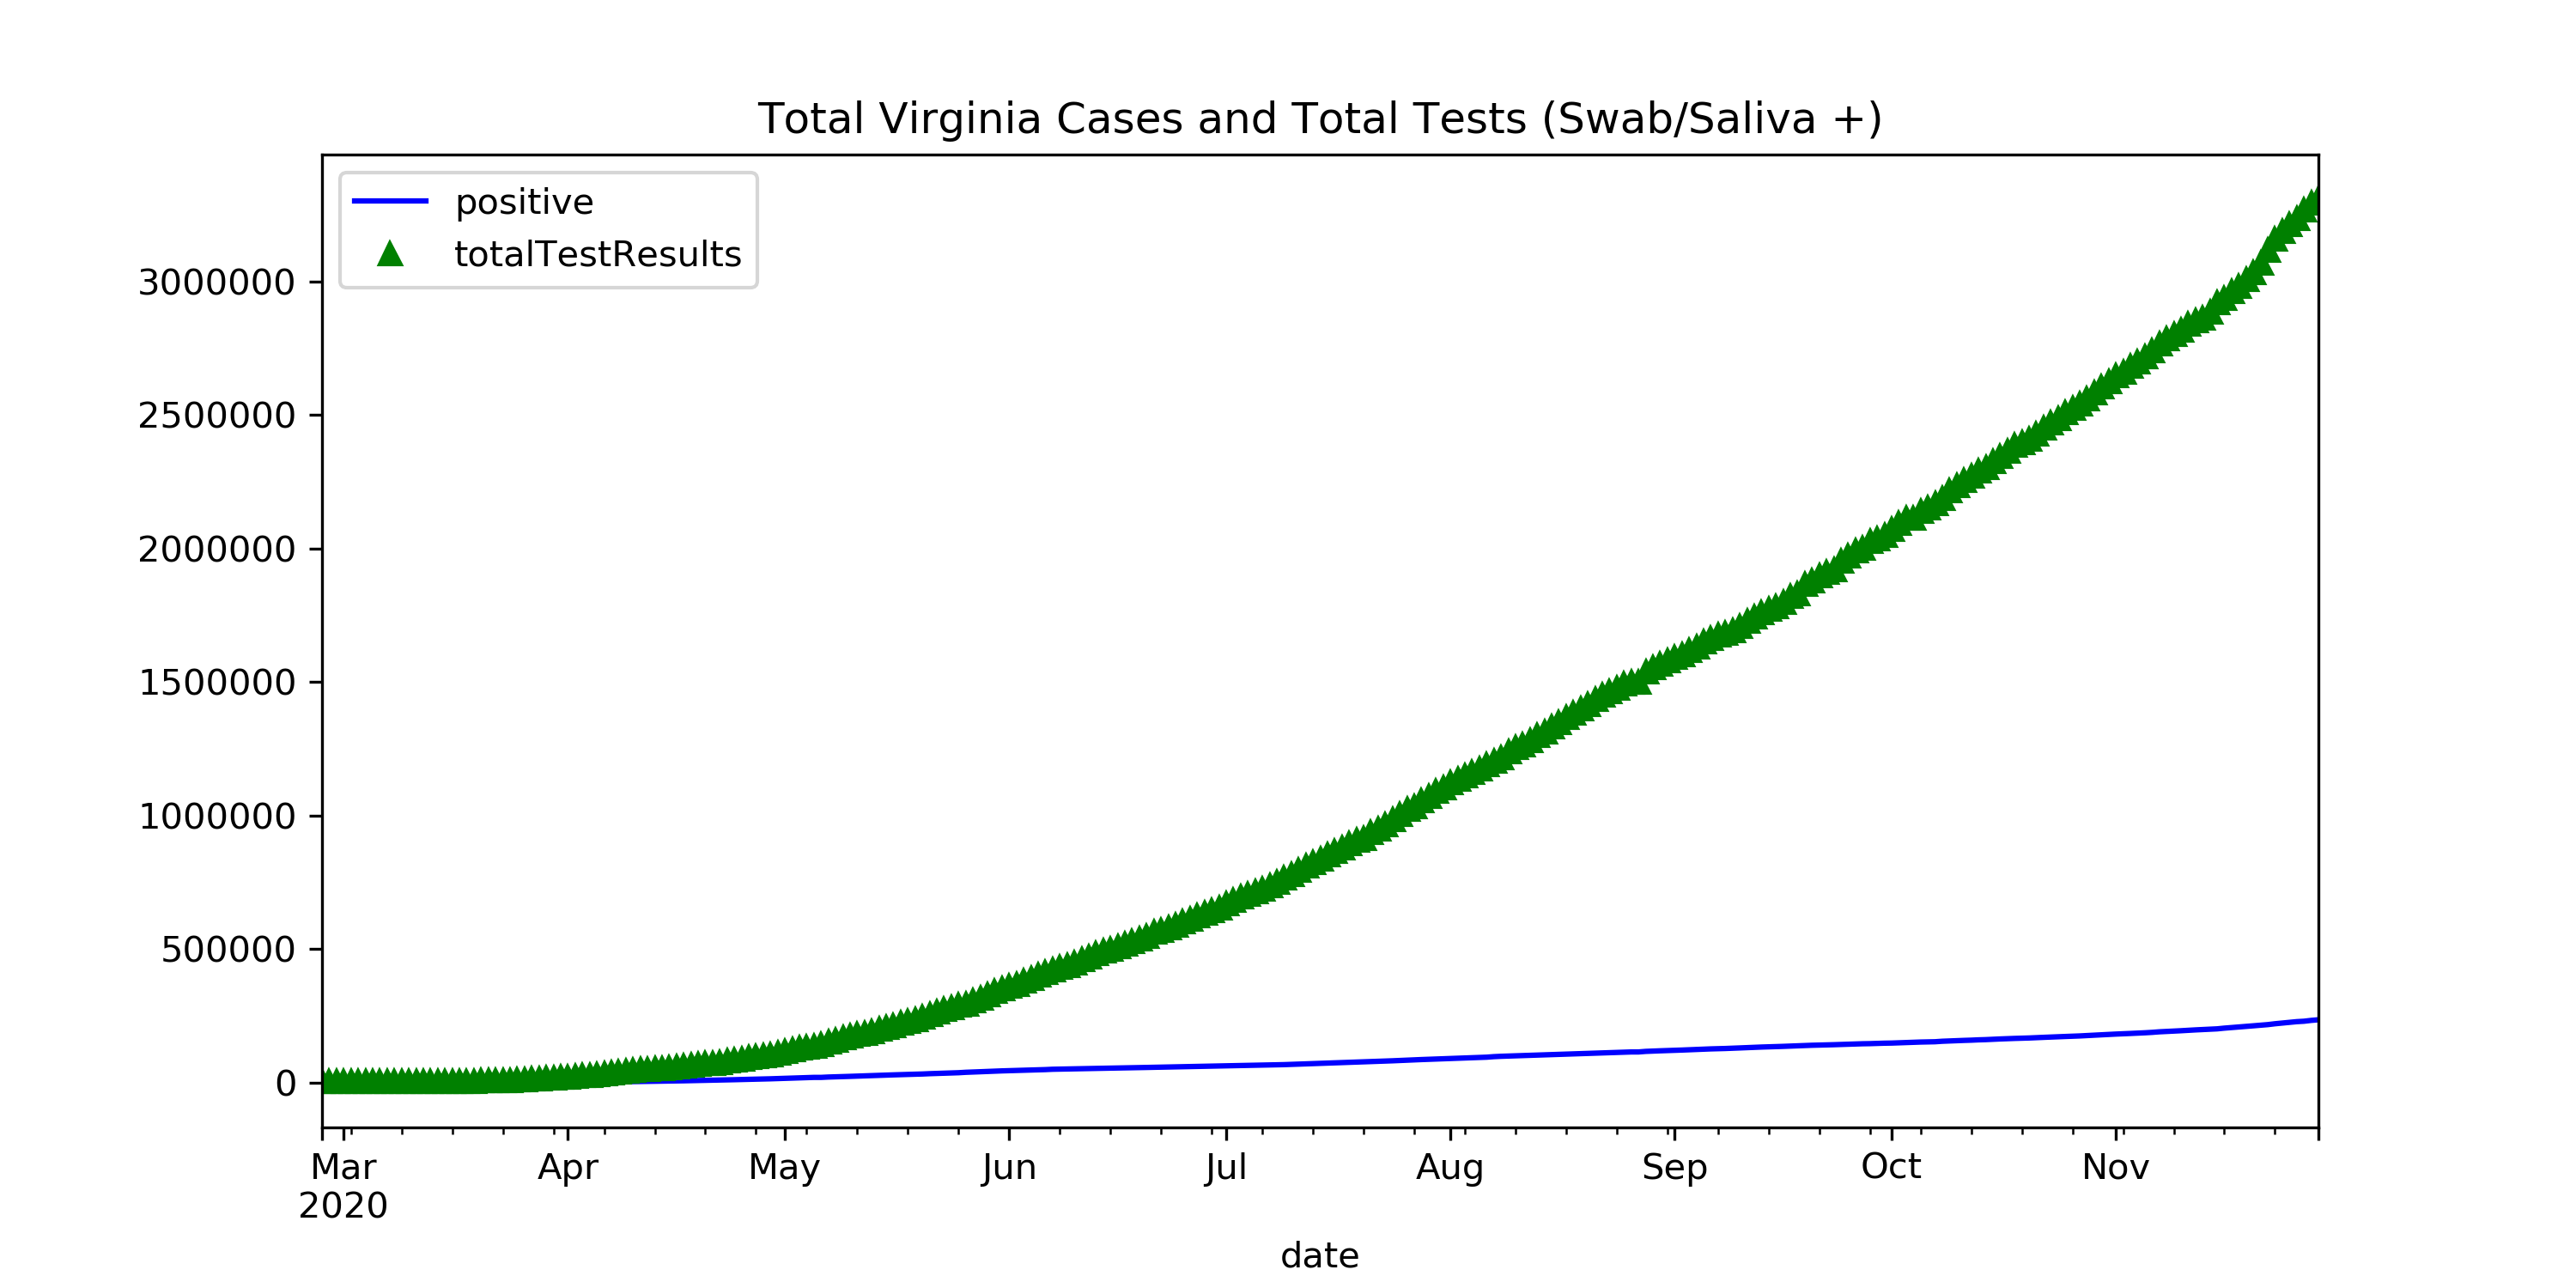 Total Virginia Cases and Total Tests (Swab/Saliva +)
positive
totalTestResults
3000000
2500000
2000000
1500000
1000000
500000
0
Mar Apr May Jun Jul Aug Sep Oct Nov
2020
date